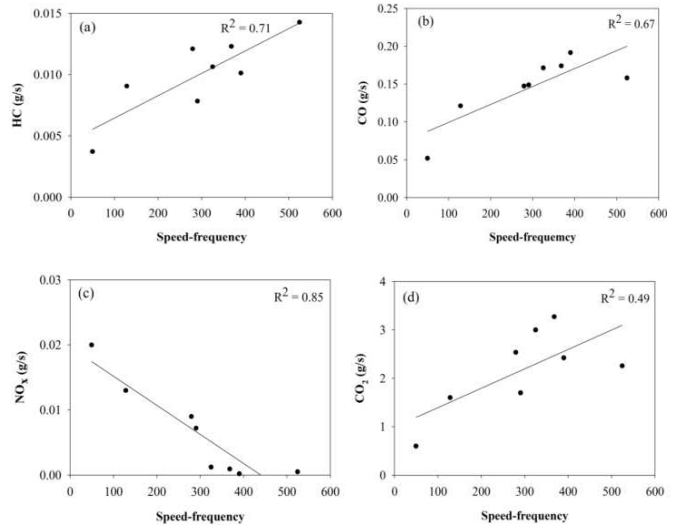 (a)
R² = 0.71
0.015
0.010
0.005
0.000
HC (g/s)
0
100
200
300
400
500
600
Speed-frequency
(b)
R² = 0.67
0.25
0.20
0.15
0.10
0.05
0.00
CO (g/s)
0
100
200
300
400
500
600
Speed-frequemcy
(c)
R² = 0.85
0.03
0.02
0.01
0.00
NOX (g/s)
0
100
200
300
400
500
600
Speed-frequency
(d)
R² = 0.49
4
3
2
1
0
CO₂ (g/s)
0
100
200
300
400
500
600
Speed-frequency